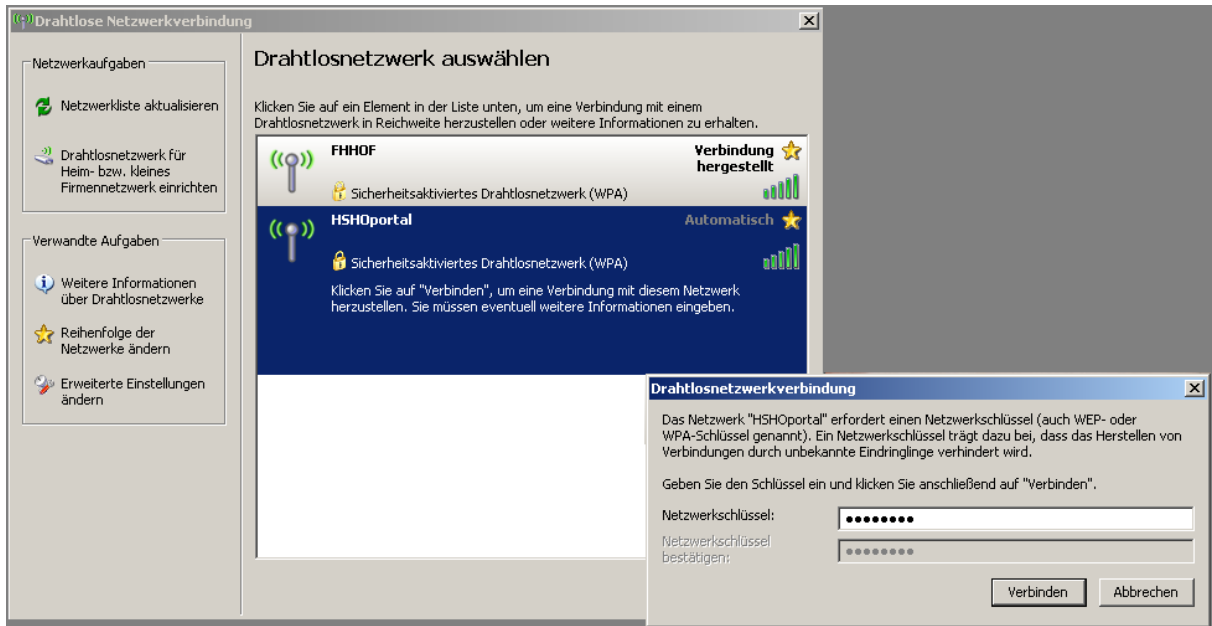 Drahtlose Netzwerkverbindung
Netzwerkaufgaben
Netzwerkliste aktualisieren
Drahtlosnetzwerk für
Heim- bzw. kleines
Firmennetzwerk einrichten
Verwandte Aufgaben
Weitere Informationen
über Drahtlosnetzwerke
Reihenfolge der
Netzwerke ändern
Erweiterte Einstellungen
ändern
Drahtlosnetzwerk auswählen
Klicken Sie auf ein Element in der Liste unten, um eine Verbindung mit einem
Drahtlosnetzwerk in Reichweite herzustellen oder weitere Informationen zu erhalten.
FHHOF
Verbindung
hergestellt
Sicherheitsaktiviertes Drahtlosnetzwerk (WPA)
HSHOportal
Automatisch
Sicherheitsaktiviertes Drahtlosnetzwerk (WPA)
Klicken Sie auf "Verbinden", um eine Verbindung mit diesem Netzwerk
herzustellen. Sie müssen eventuell weitere Informationen eingeben.
Drahtlosnetzwerkverbindung
Das Netzwerk "HSHOportal" erfordert einen Netzwerkschlüssel (auch WEP- oder
WPA-Schlüssel genannt). Ein Netzwerkschlüssel trägt dazu bei, dass das Herstellen von
Verbindungen durch unbekannte Eindringlinge verhindert wird.
Geben Sie den Schlüssel ein und klicken Sie anschließend auf "Verbinden".
Netzwerkschlüssel:
●●●●●●●●
Netzwerkschlüssel
bestätigen:
●●●●●●●●
Verbinden
Abbrechen